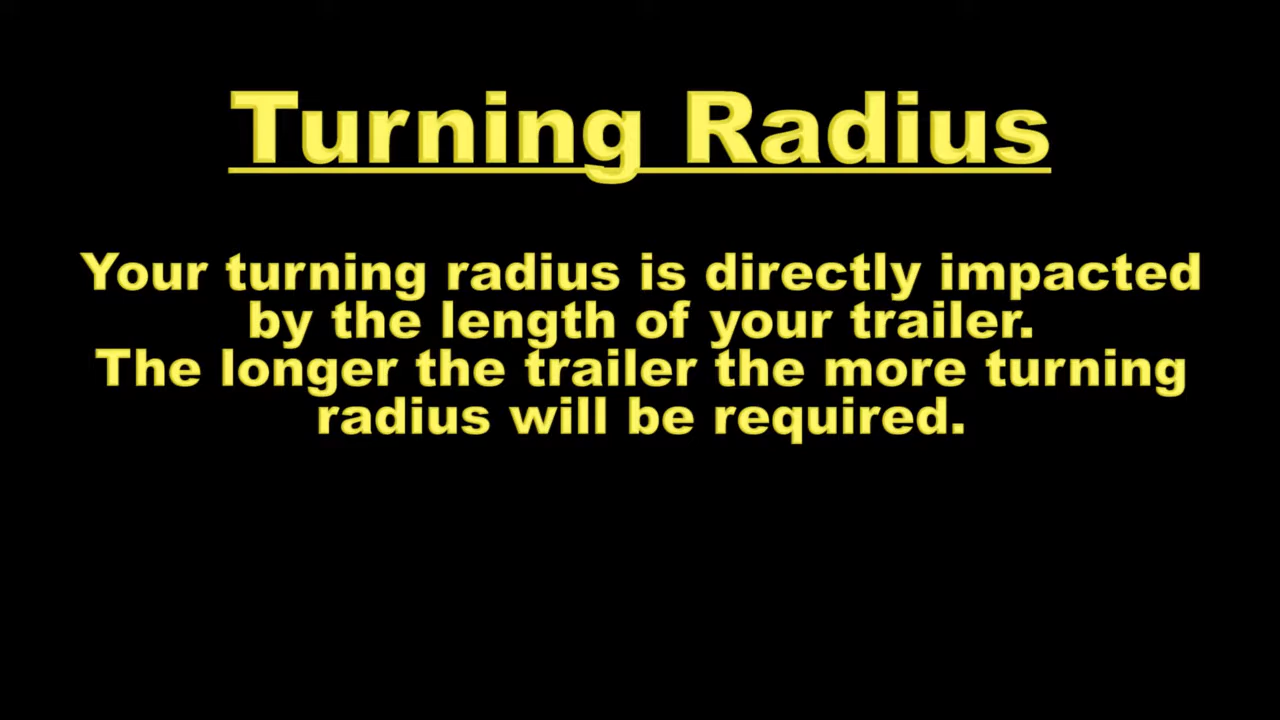 Turning Radius
Your turning radius is directly impacted
by the length of your trailer.
The longer the trailer the more turning
radius will be required.